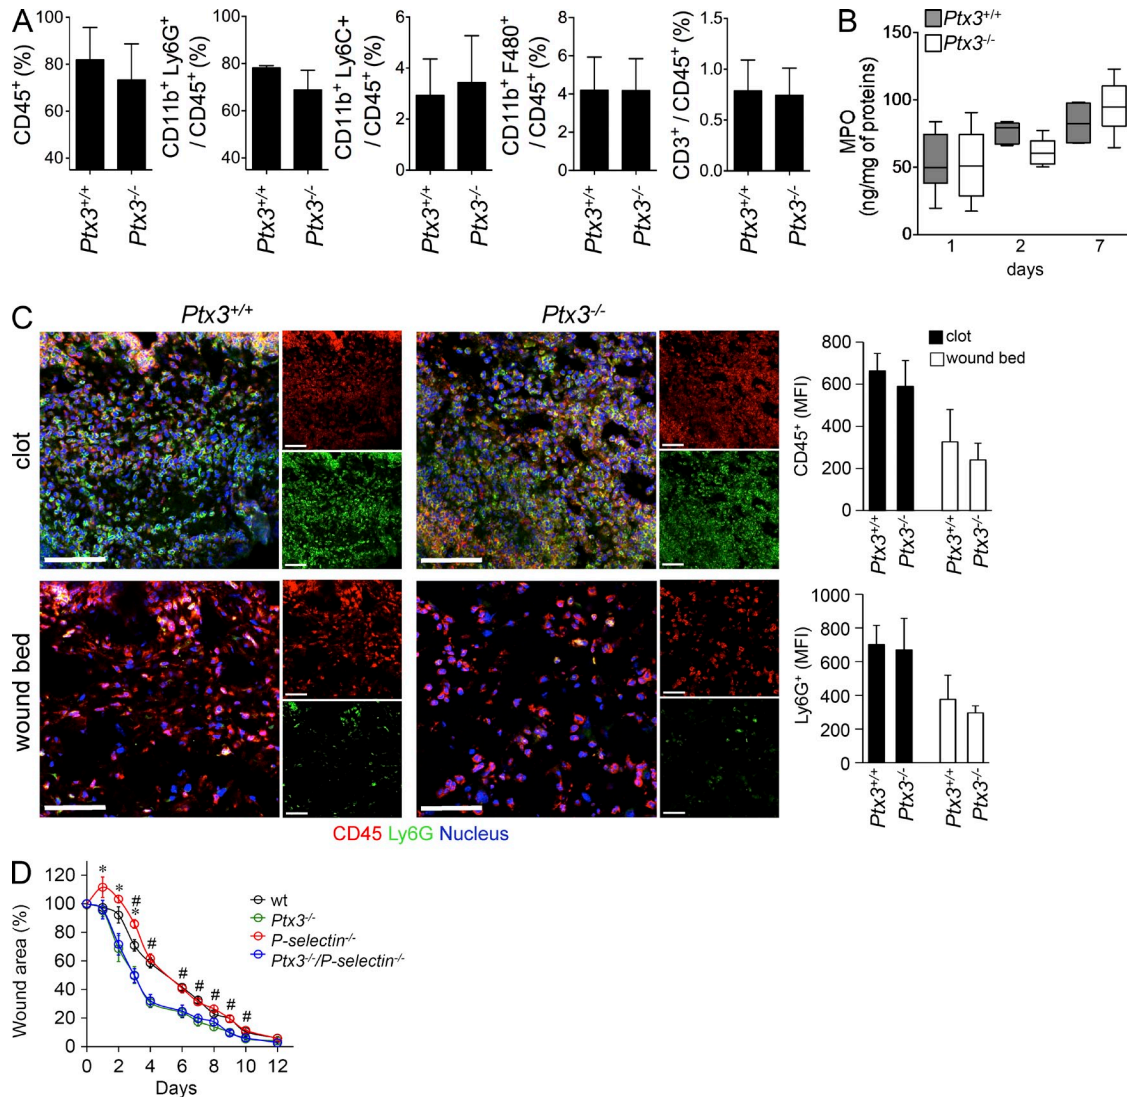 A
CD45⁺ (%)
100
80
60
40
Ptx3⁺/⁺
Ptx3⁻/⁻
CD11b⁺ Ly6G⁺
/ CD45⁺ (%)
100
80
60
40
Ptx3⁺/⁺
Ptx3⁻/⁻
CD11b⁺ Ly6C+
/ CD45⁺ (%)
6
4
2
0
Ptx3⁺/⁺
Ptx3⁻/⁻
CD11b⁺ F480⁺
/ CD45⁺ (%)
8
6
4
2
0
Ptx3⁺/⁺
Ptx3⁻/⁻
CD3⁺ / CD45⁺ (%)
1.5
1.0
0.5
0.0
Ptx3⁺/⁺
Ptx3⁻/⁻
B
Ptx3⁺/⁺
Ptx3⁻/⁻
MPO
(ng/mg of proteins)
150
100
50
0
1 2 7
days
C
Ptx3⁺/⁺
Ptx3⁻/⁻
clot
wound bed
CD45 Ly6G Nucleus
clot
wound bed
CD45⁺ (MFI)
800
600
400
200
0
Ptx3⁺/⁺
Ptx3⁻/⁻
Ptx3⁺/⁺
Ptx3⁻/⁻
Ly6G⁺ (MFI)
1000
800
600
400
200
0
Ptx3⁺/⁺
Ptx3⁻/⁻
Ptx3⁺/⁺
Ptx3⁻/⁻
D
Wound area (%)
120
100
80
60
40
20
0
* * # * # # # # # #
wt
Ptx3⁻/⁻
P-selectin⁻/⁻
Ptx3⁻/⁻/P-selectin⁻/⁻
0 2 4 6 8 10 12
Days